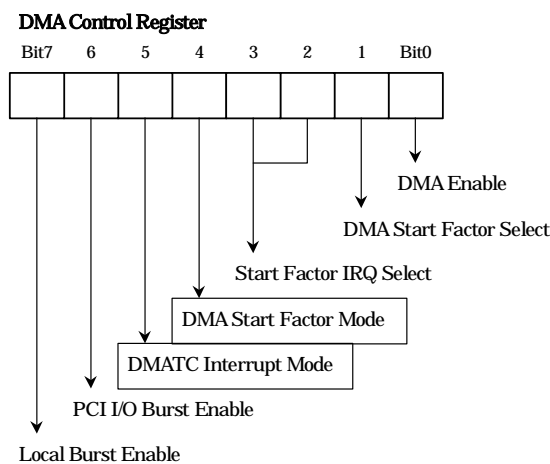 DMA Control Register
Bit7 6 5 4 3 2 1 Bit0
DMA Enable
DMA Start Factor Select
Start Factor IRQ Select
DMA Start Factor Mode
DMATC Interrupt Mode
PCI I/O Burst Enable
Local Burst Enable